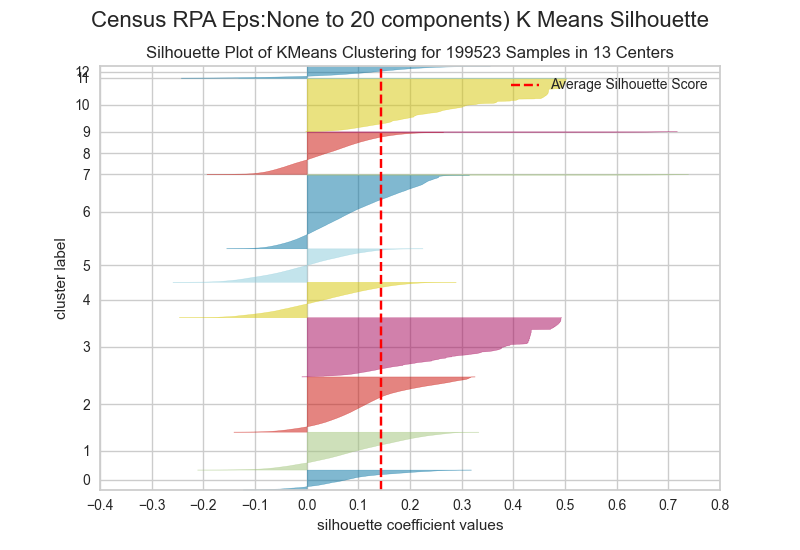 Census RPA Eps:None to 20 components) K Means Silhouette
Silhouette Plot of KMeans Clustering for 199523 Samples in 13 Centers
Average Silhouette Score
12
11
10
9
8
7
6
5
4
3
2
1
0
cluster label
−0.4 −0.3 −0.2 −0.1 0.0 0.1 0.2 0.3 0.4 0.5 0.6 0.7 0.8
silhouette coefficient values